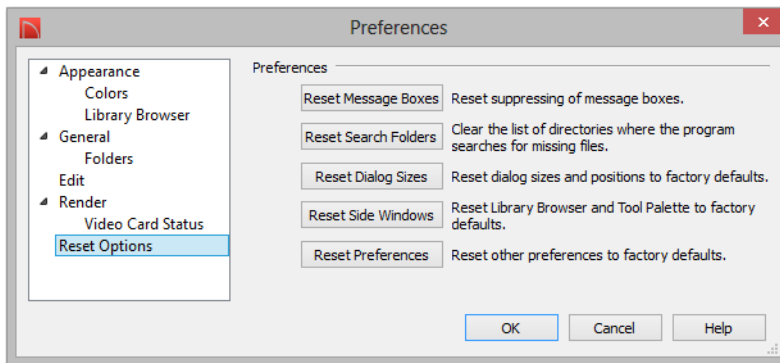 Preferences
Appearance
Colors
Library Browser
General
Folders
Edit
Render
Video Card Status
Reset Options
Preferences
Reset Message Boxes
Reset suppressing of message boxes.
Reset Search Folders
Clear the list of directories where the program
searches for missing files.
Reset Dialog Sizes
Reset dialog sizes and positions to factory defaults.
Reset Side Windows
Reset Library Browser and Tool Palette to factory
defaults.
Reset Preferences
Reset other preferences to factory defaults.
OK
Cancel
Help